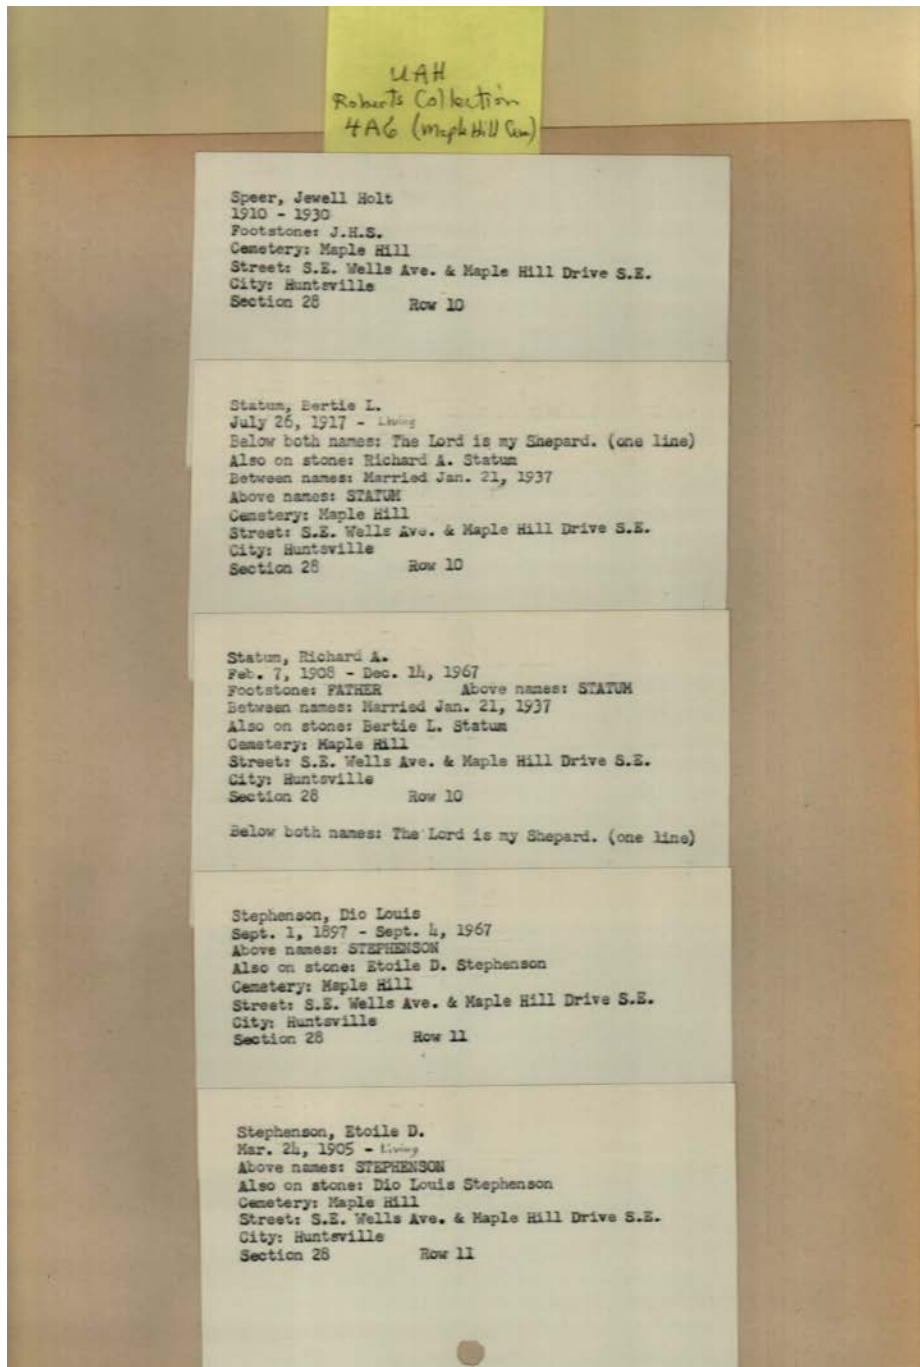 UAH
Roberts Collection
4A6 (Maple Hill Cem)
Speer, Jewell Holt
1910 - 1930
Footstone: J.H.S.
Cemetery: Maple Hill
Street: S.E. Wells Ave. & Maple Hill Drive S.E.
City: Huntsville
Section 28 Row 10
Statum, Bertie L.
July 26, 1917 - Living
Below both names: The Lord is my Shepard. (one line)
Also on stone: Richard A. Statum
Between names: Married Jan. 21, 1937
Above names: STATUM
Cemetery: Maple Hill
Street: S.E. Wells Ave. & Maple Hill Drive S.E.
City: Huntsville
Section 28 Row 10
Statum, Richard A.
Feb. 7, 1908 - Dec. 14, 1967
Footstone: FATHER Above names: STATUM
Between names: Married Jan. 21, 1937
Also on stone: Bertie L. Statum
Cemetery: Maple Hill
Street: S.E. Wells Ave. & Maple Hill Drive S.E.
City: Huntsville
Section 28 Row 10
Below both names: The Lord is my Shepard. (one line)
Stephenson, Dio Louis
Sept. 1, 1897 - Sept. 4, 1967
Above names: STEPHENSON
Also on stone: Etoile D. Stephenson
Cemetery: Maple Hill
Street: S.E. Wells Ave. & Maple Hill Drive S.E.
City: Huntsville
Section 28 Row 11
Stephenson, Etoile D.
Mar. 24, 1905 - Living
Above names: STEPHENSON
Also on stone: Dio Louis Stephenson
Cemetery: Maple Hill
Street: S.E. Wells Ave. & Maple Hill Drive S.E.
City: Huntsville
Section 28 Row 11